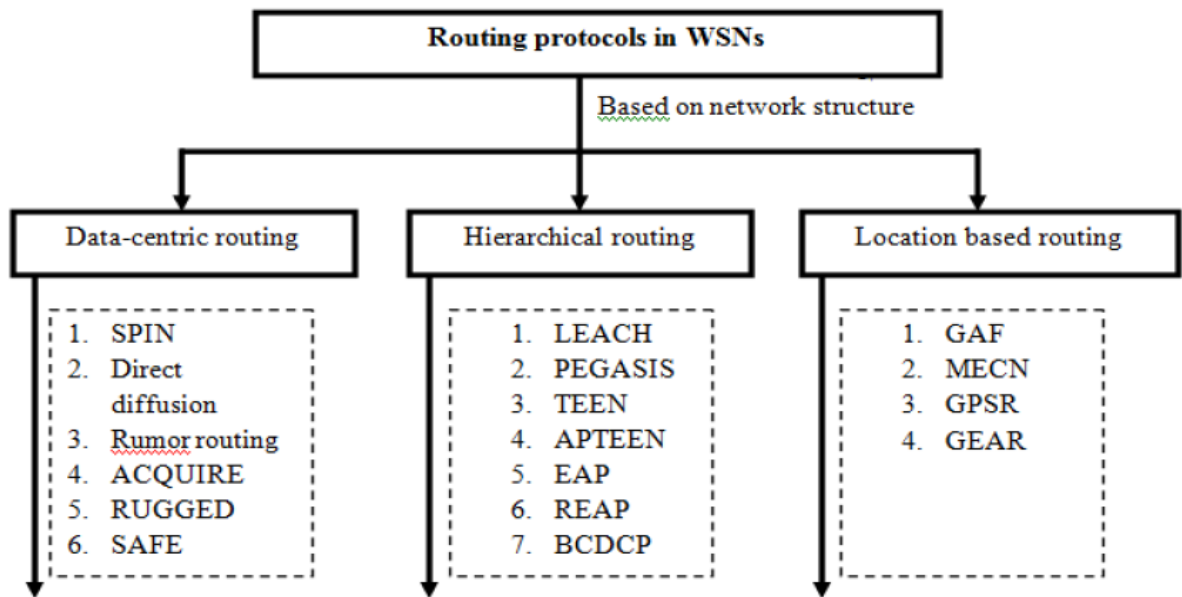 Routing protocols in WSNs
Based on network structure
Data-centric routing
Hierarchical routing
Location based routing
1. SPIN
2. Direct
diffusion
3. Rumor routing
4. ACQUIRE
5. RUGGED
6. SAFE
1. LEACH
2. PEGASIS
3. TEEN
4. APTEEN
5. EAP
6. REAP
7. BCDCP
1. GAF
2. MECN
3. GPSR
4. GEAR